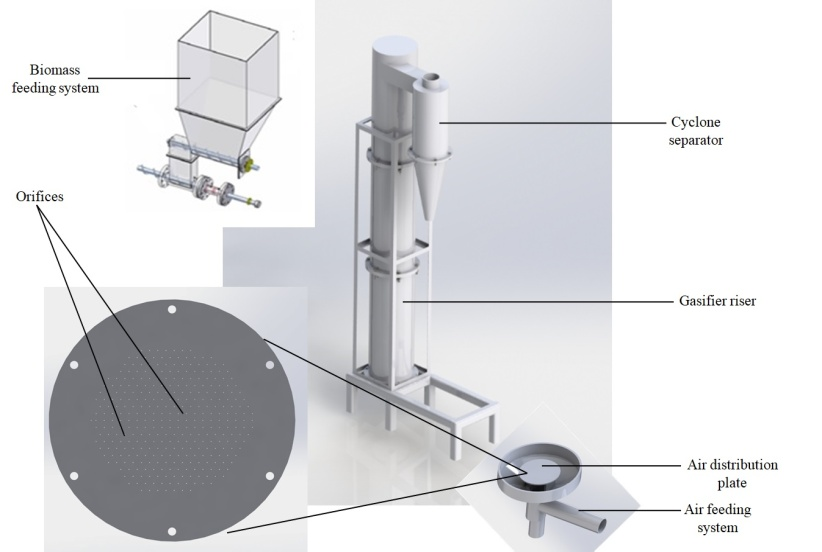 Biomass
feeding system
Cyclone
separator
Orifices
Gasifier riser
Air distribution
plate
Air feeding
system